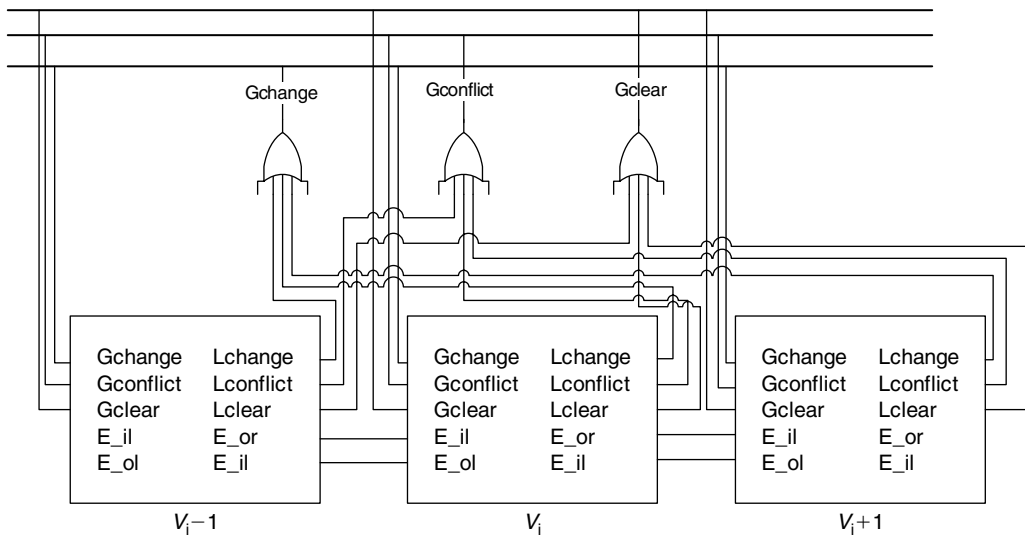 Gchange
Gconflict
Gclear
Gchange Lchange
Gconflict Lconflict
Gclear Lclear
E_il E_or
E_ol E_il
Gchange Lchange
Gconflict Lconflict
Gclear Lclear
E_il E_or
E_ol E_il
Gchange Lchange
Gconflict Lconflict
Gclear Lclear
E_il E_or
E_ol E_il
Vi−1
Vi
Vi+1